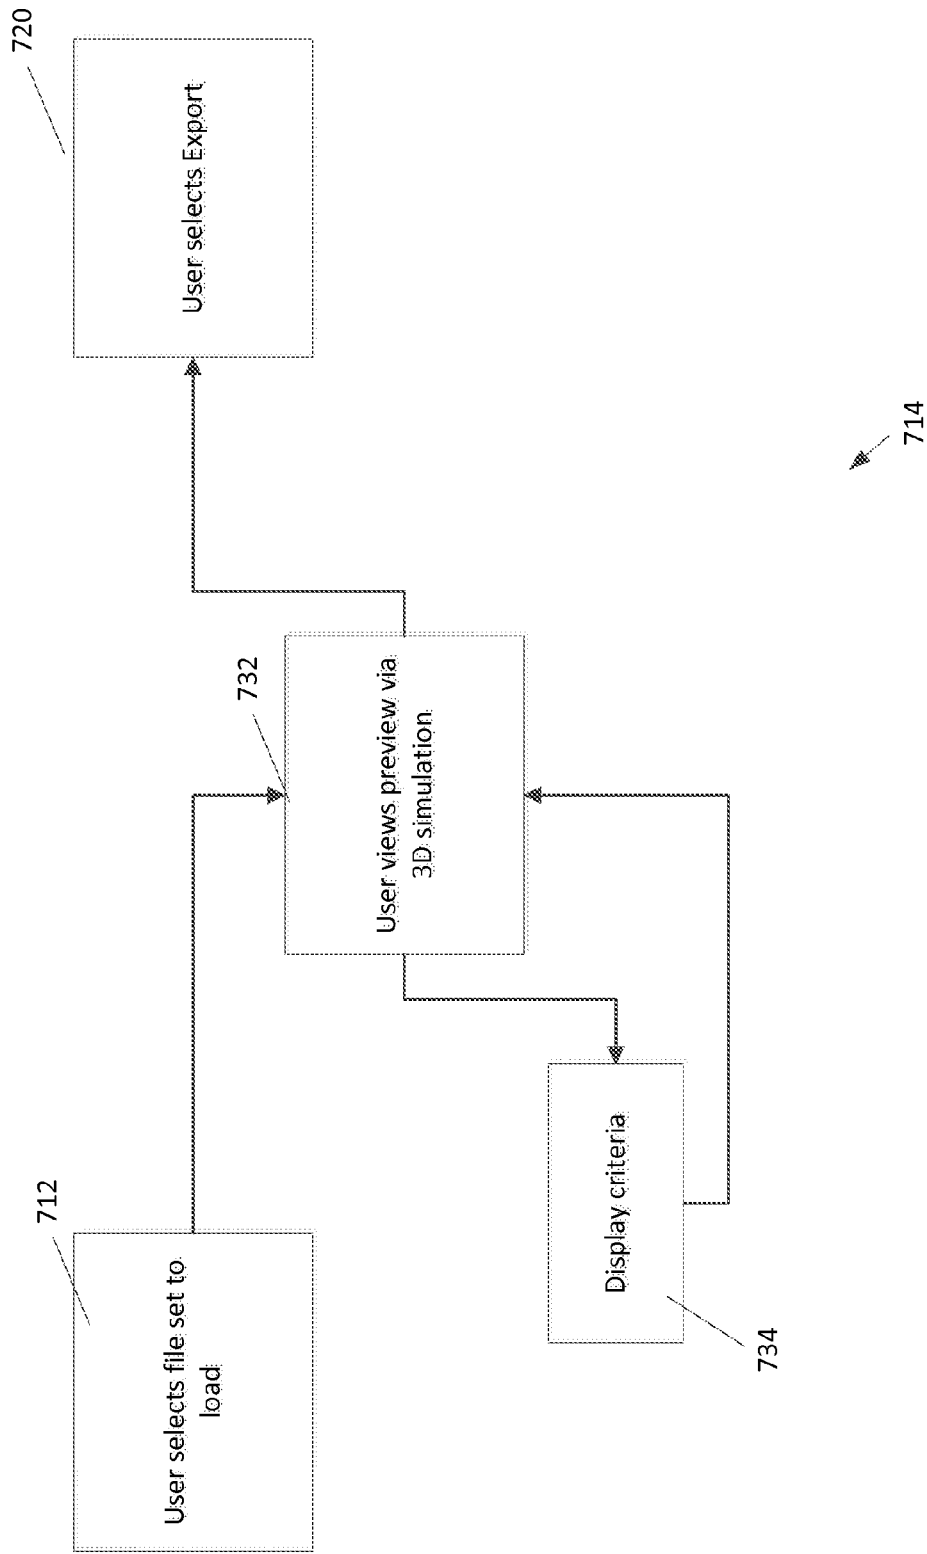 712
User selects file set to
load
732
User views preview via
3D simulation
720
User selects Export
734
Display criteria
714